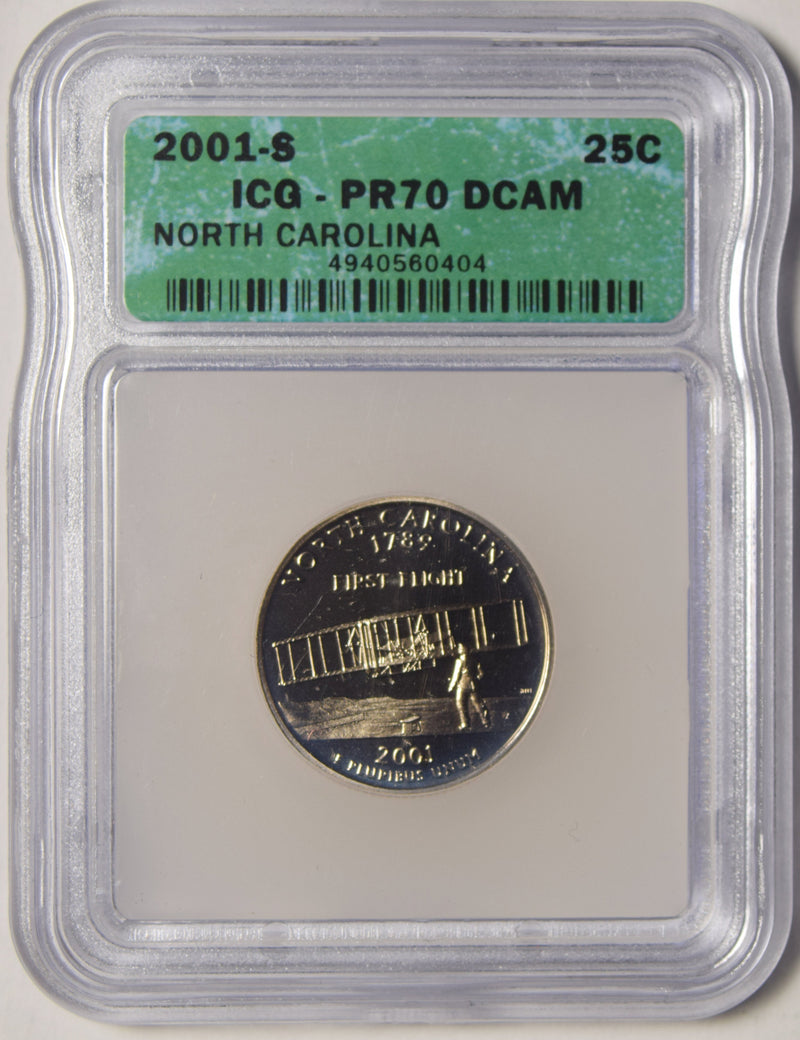 2001-S 25C
ICG - PR70 DCAM
NORTH CAROLINA
4940560404
NORTH CAROLINA
1789
FIRST FLIGHT
2001
E PLURIBUS UNUM